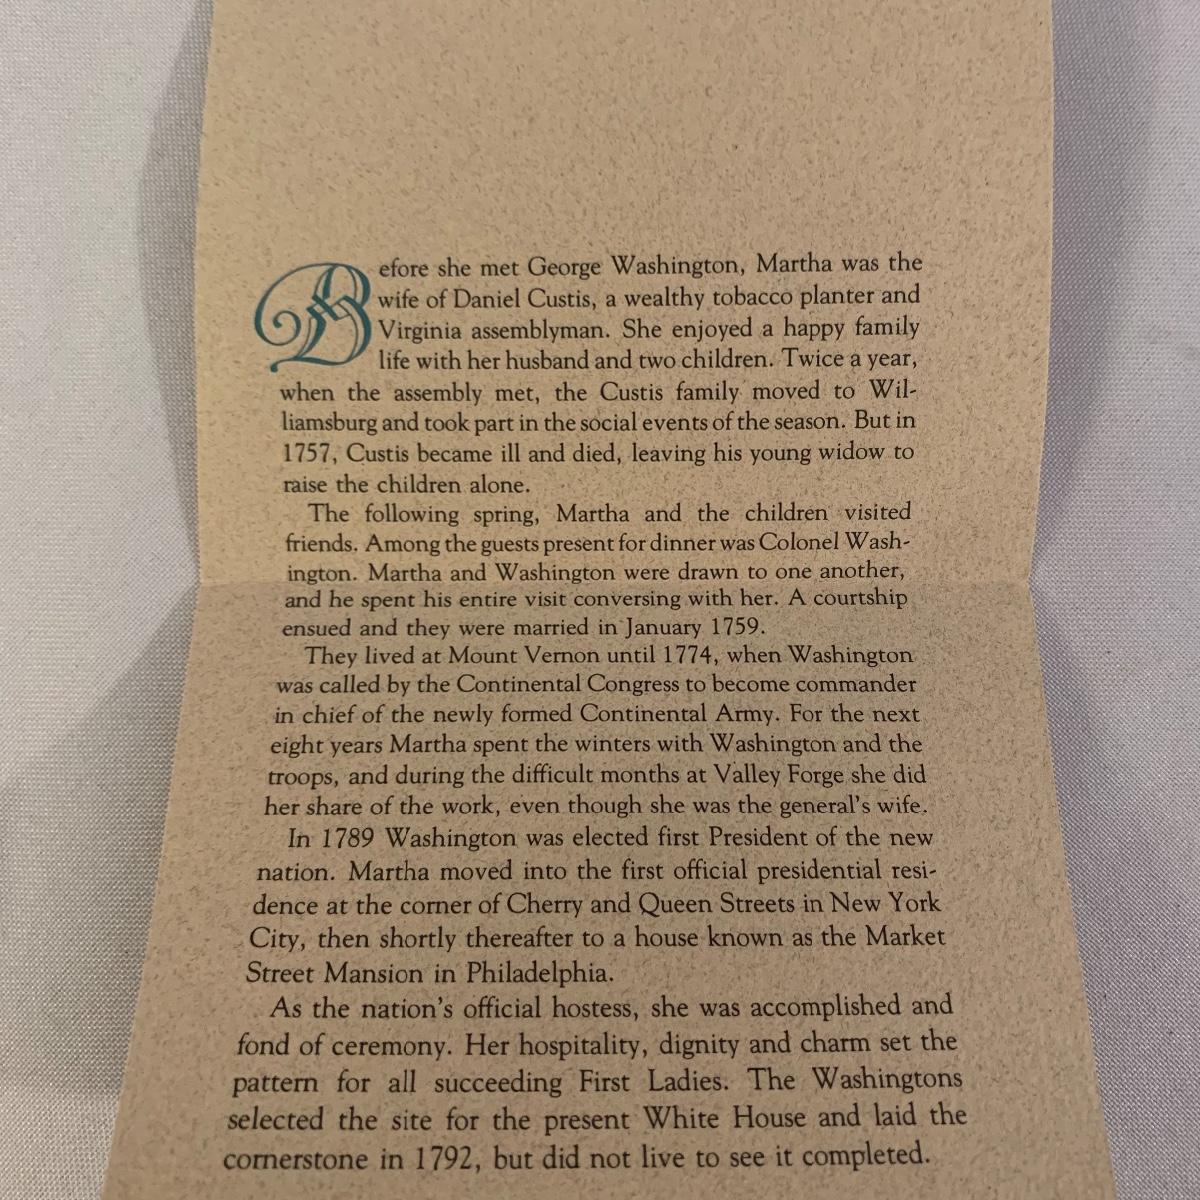 Before she met George Washington, Martha was the
wife of Daniel Custis, a wealthy tobacco planter and
Virginia assemblyman. She enjoyed a happy family
life with her husband and two children. Twice a year,
when the assembly met, the Custis family moved to Wil-
liamsburg and took part in the social events of the season. But in
1757, Custis became ill and died, leaving his young widow to
raise the children alone.
The following spring, Martha and the children visited
friends. Among the guests present for dinner was Colonel Wash-
ington. Martha and Washington were drawn to one another,
and he spent his entire visit conversing with her. A courtship
ensued and they were married in January 1759.
They lived at Mount Vernon until 1774, when Washington
was called by the Continental Congress to become commander
in chief of the newly formed Continental Army. For the next
eight years Martha spent the winters with Washington and the
troops, and during the difficult months at Valley Forge she did
her share of the work, even though she was the general's wife.
In 1789 Washington was elected first President of the new
nation. Martha moved into the first official presidential resi-
dence at the corner of Cherry and Queen Streets in New York
City, then shortly thereafter to a house known as the Market
Street Mansion in Philadelphia.
As the nation's official hostess, she was accomplished and
fond of ceremony. Her hospitality, dignity and charm set the
pattern for all succeeding First Ladies. The Washingtons
selected the site for the present White House and laid the
cornerstone in 1792, but did not live to see it completed.